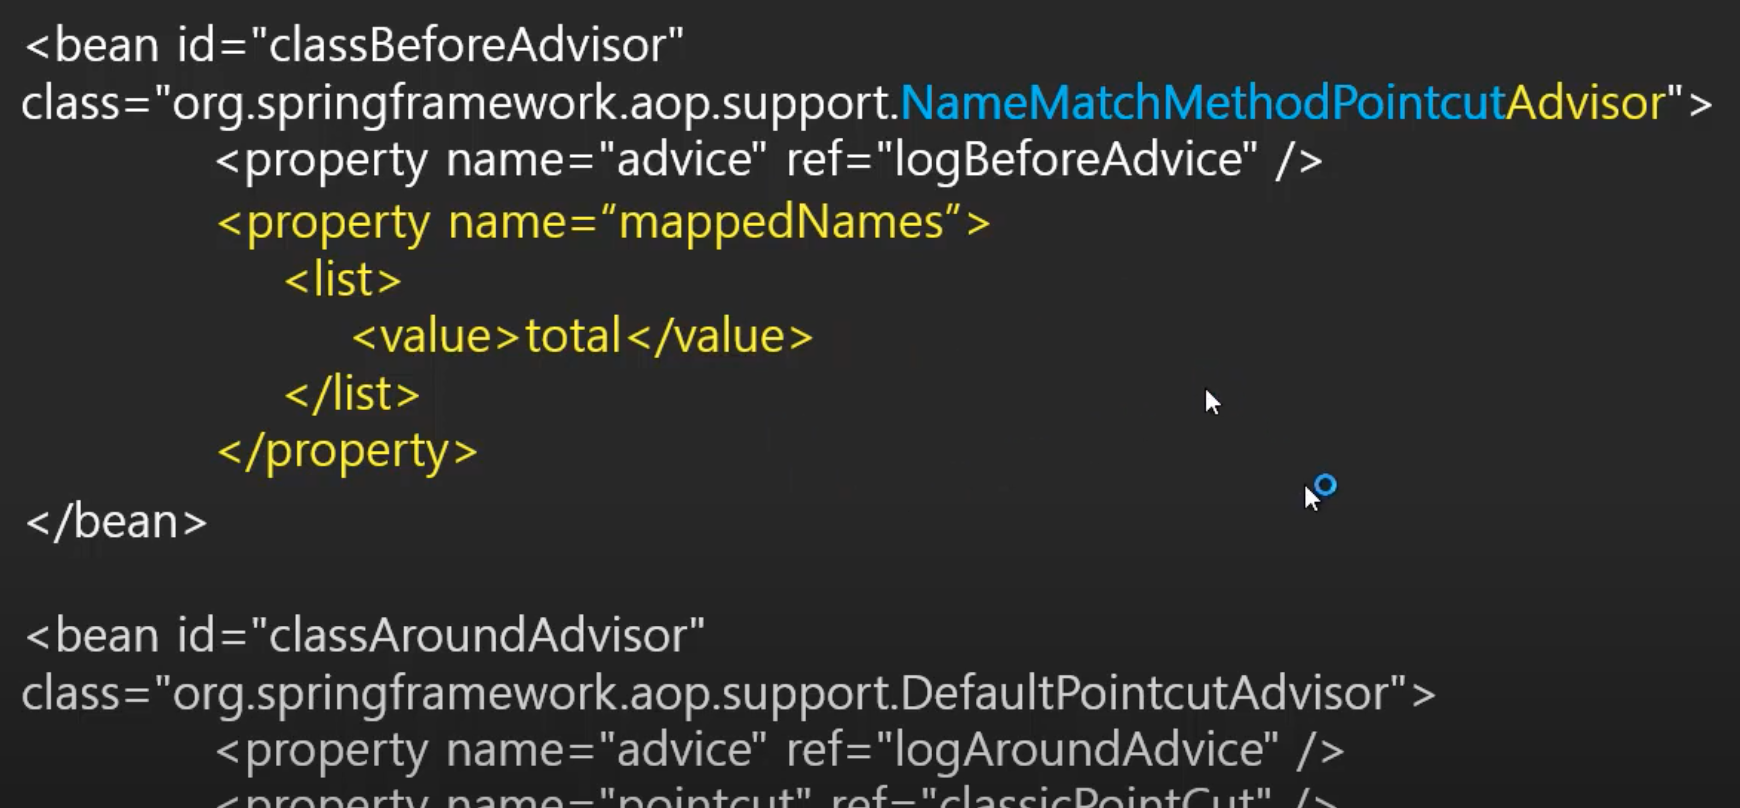 <bean id="classBeforeAdvisor"
class="org.springframework.aop.support.NameMatchMethodPointcutAdvisor">
<property name="advice" ref="logBeforeAdvice" />
<property name=“mappedNames”>
<list>
<value>total</value>
</list>
</property>
</bean>
<bean id="classAroundAdvisor"
class="org.springframework.aop.support.DefaultPointcutAdvisor">
<property name="advice" ref="logAroundAdvice" />
<property name="pointcut" ref="classicPointCut" />